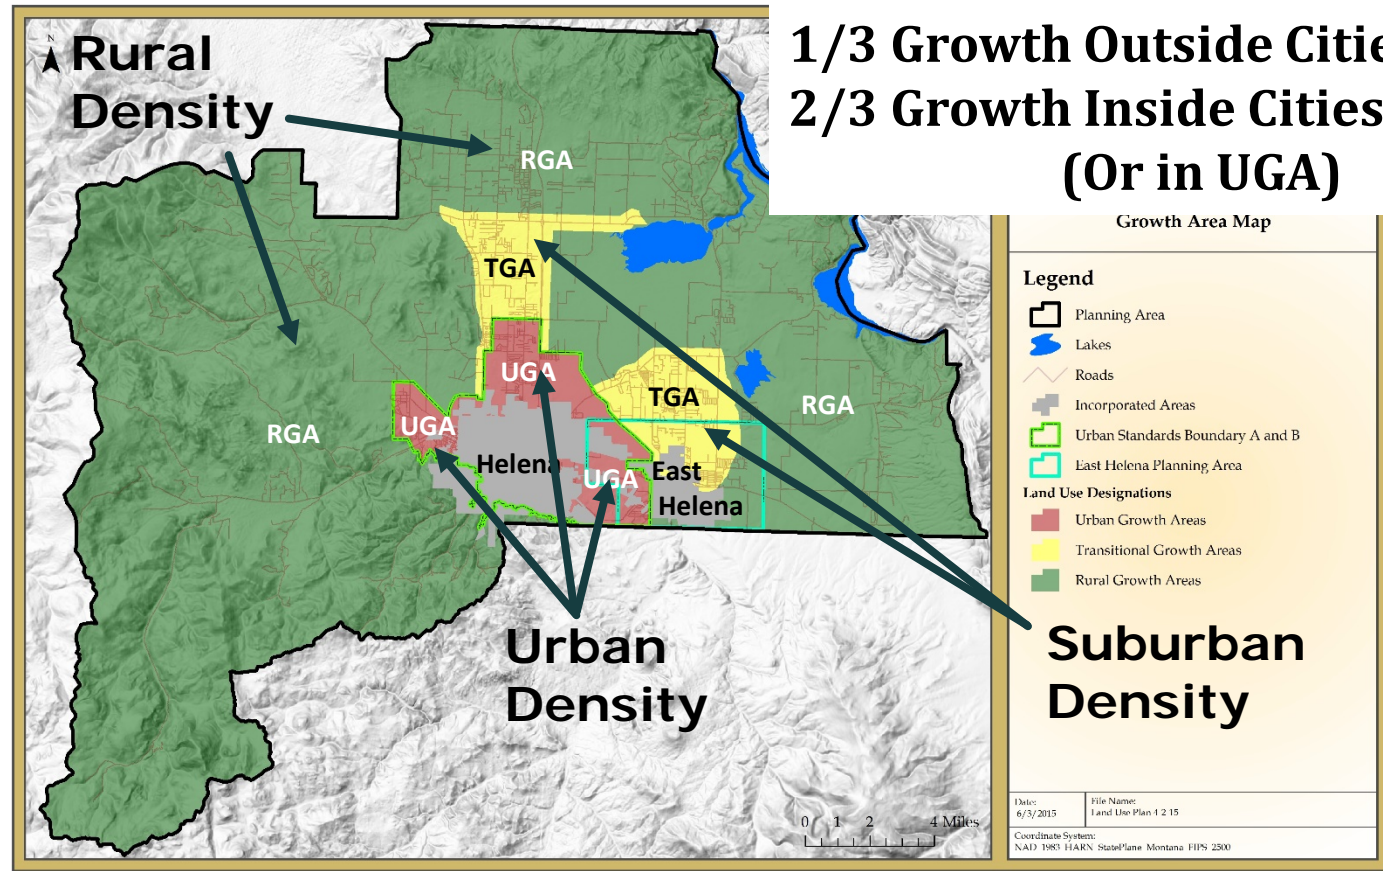 N
Rural
Density
1/3 Growth Outside Citie
2/3 Growth Inside Cities
(Or in UGA)
RGA
TGA
UGA
TGA
RGA
RGA
UGA
Helena
UGA
East
Helena
Urban
Density
Suburban
Density
0 1 2 4 Miles
Growth Area Map
Legend
Planning Area
Lakes
Roads
Incorporated Areas
Urban Standards Boundary A and B
East Helena Planning Area
Land Use Designations
Urban Growth Areas
Transitional Growth Areas
Rural Growth Areas
Date:
6/3/2015
File Name:
Land Use Plan 4 2 15
Coordinate System:
NAD 1983 HARN StatePlane Montana FIPS 2500